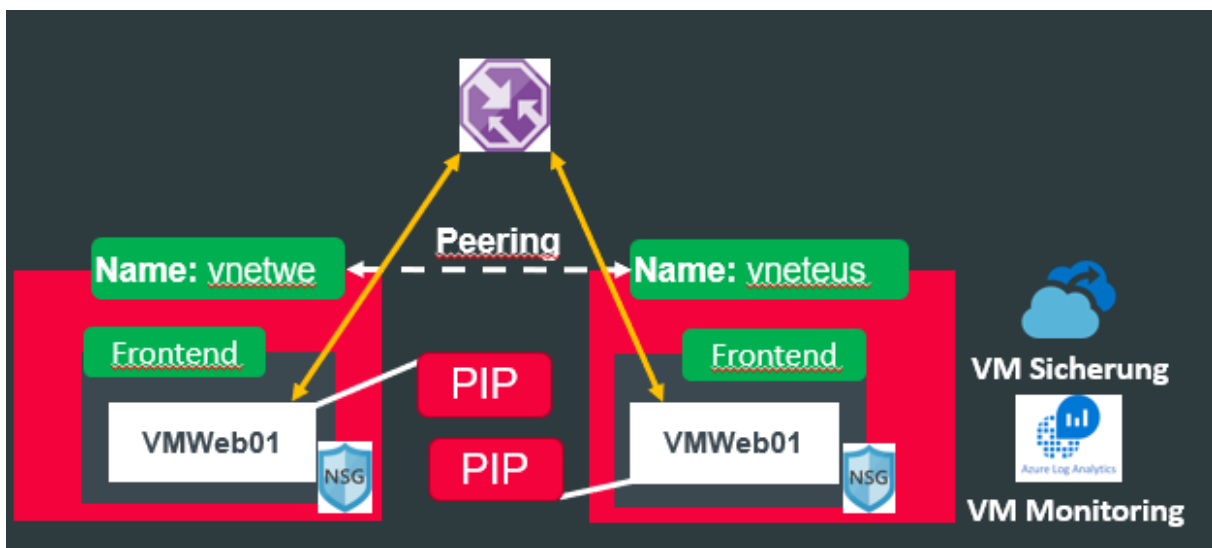 Peering
Name: vnetwe
Name: vneteus
Frontend
Frontend
PIP
VMWeb01
NSG
PIP
VMWeb01
NSG
VM Sicherung
Azure Log Analytics
VM Monitoring